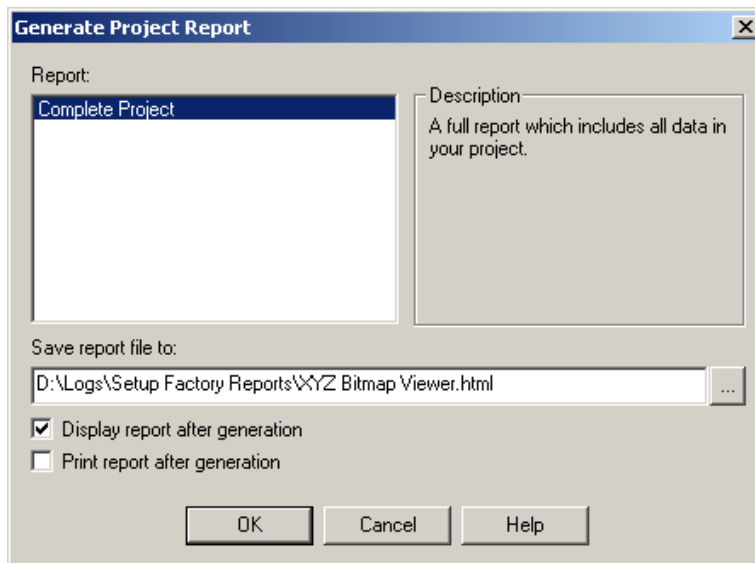 Generate Project Report
Report:
Complete Project
Description
A full report which includes all data in
your project.
Save report file to:
D:\Logs\Setup Factory Reports\XYZ Bitmap Viewer.html
...
Display report after generation
Print report after generation
OK
Cancel
Help